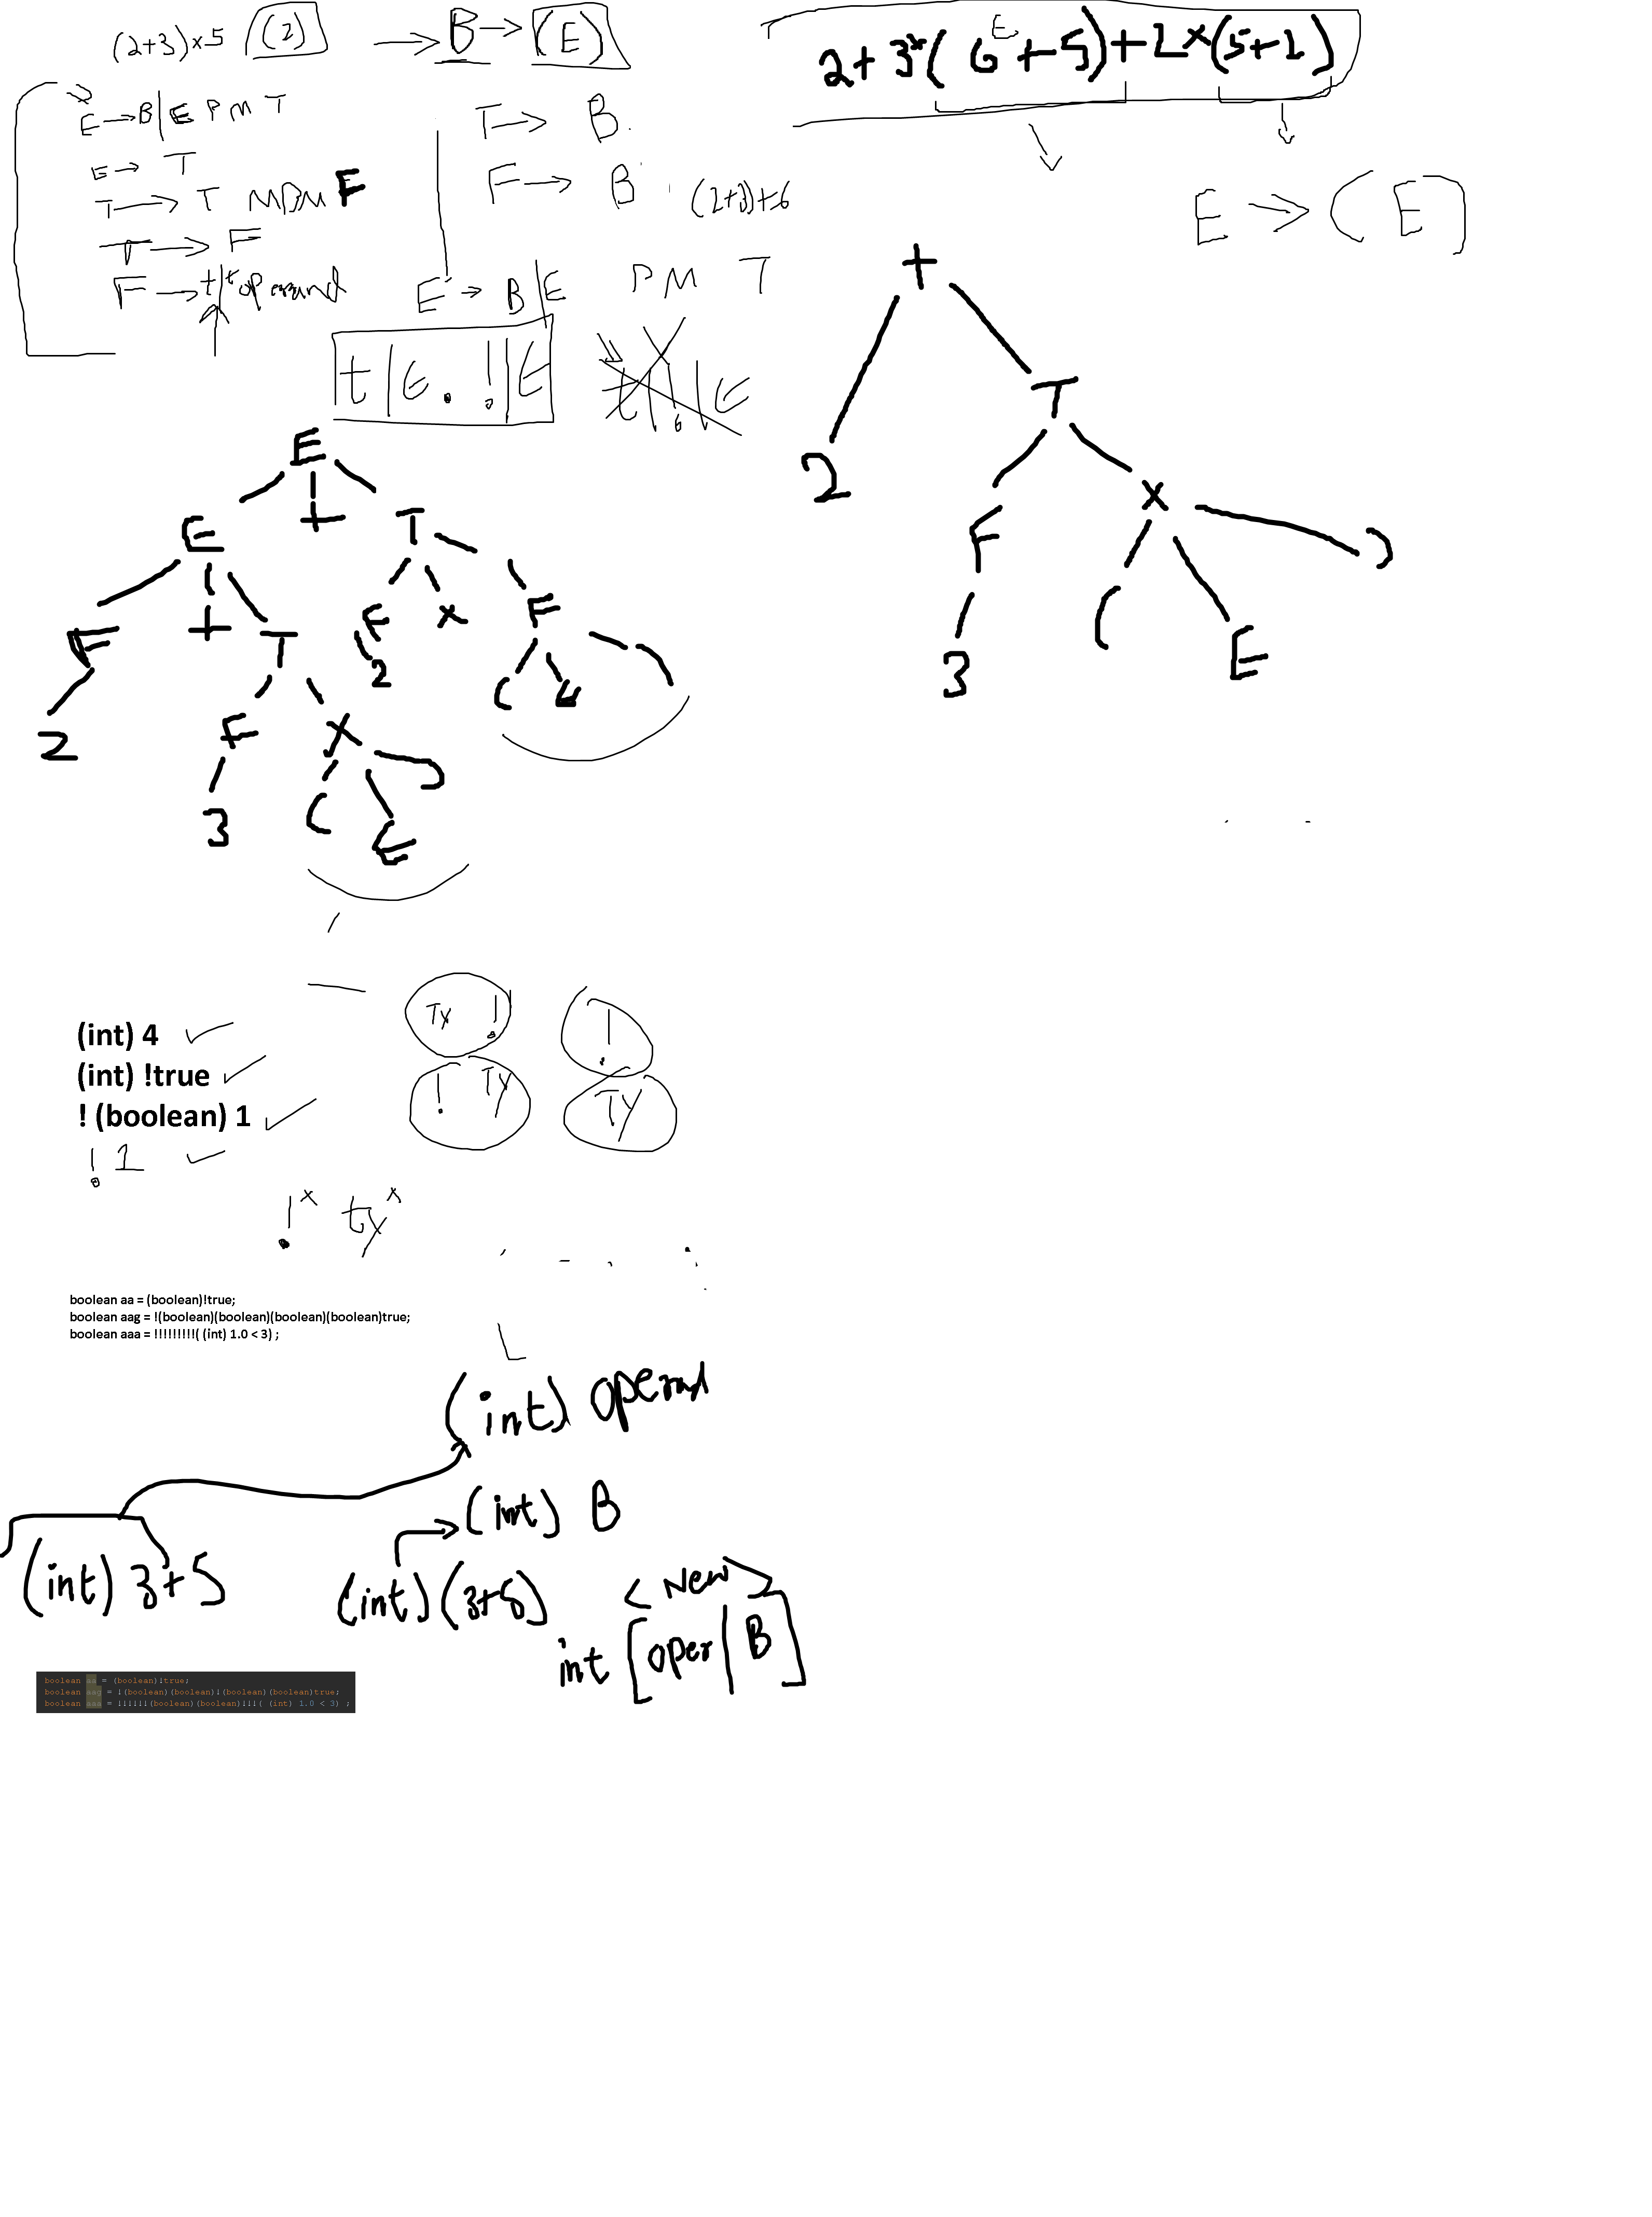 (2+3)×5 (2) → B → (E)
E → B | E P M T
E → T
T → T MDM F
T → F
F → t | t operand
T → B
F → B
(2+3)+6
E → B | E PM T
t | E . ! | E
2+3*(6+5)+2×(5+1)
E
E → (E)
+
2 T
F X
3 ( E )
E
E + T
F + T F × F
2 F X 2 ( )
3 ( E )
(int) 4
(int) !true
! (boolean) 1
! 1
Ty !
! Ty
!
Ty
!x tyx
boolean aa = (boolean)!true;
boolean aag = !(boolean)(boolean)(boolean)(boolean)true;
boolean aaa = !!!!!!!!!( (int) 1.0 < 3) ;
(int) operand
(int) B
(int) 3+5
(int)(3+5)
<New>
int [oper | B]
boolean aa = (boolean)!true;
boolean aag = !(boolean)(boolean)!(boolean)(boolean)true;
boolean aaa = !!!!!!(boolean)(boolean)!!!( (int) 1.0 < 3) ;